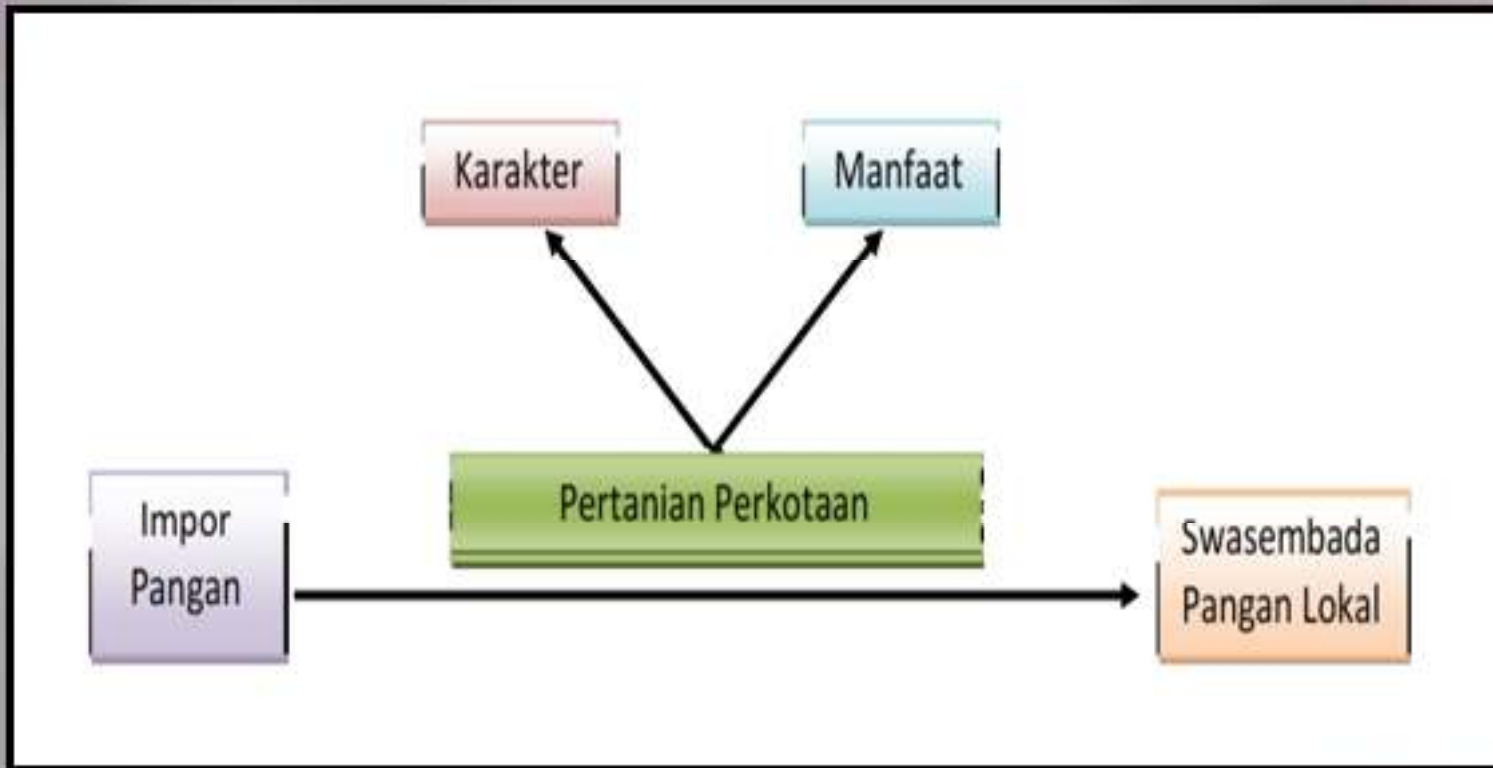 Karakter
Manfaat
Pertanian Perkotaan
Impor
Pangan
Swasembada
Pangan Lokal